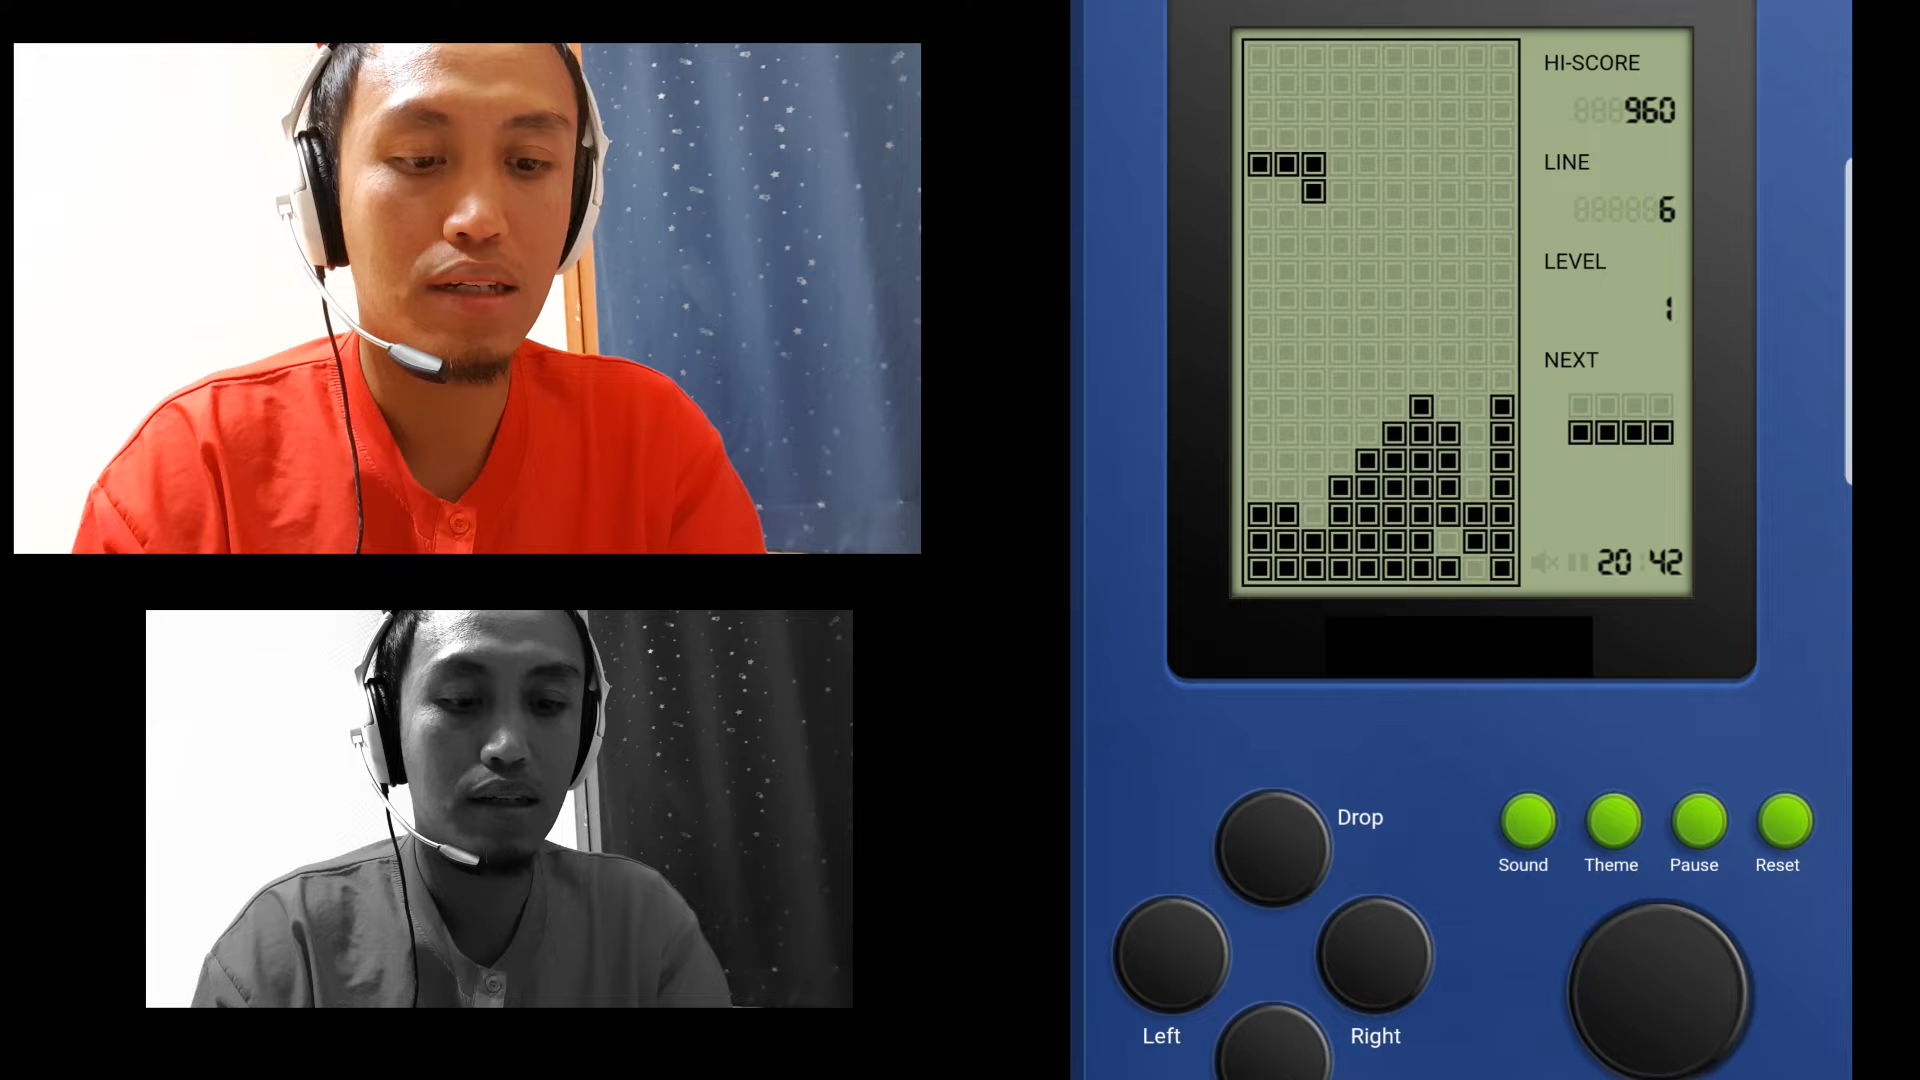 HI-SCORE
960
LINE
6
LEVEL
1
NEXT
20:42
Drop
Sound
Theme
Pause
Reset
Left
Right